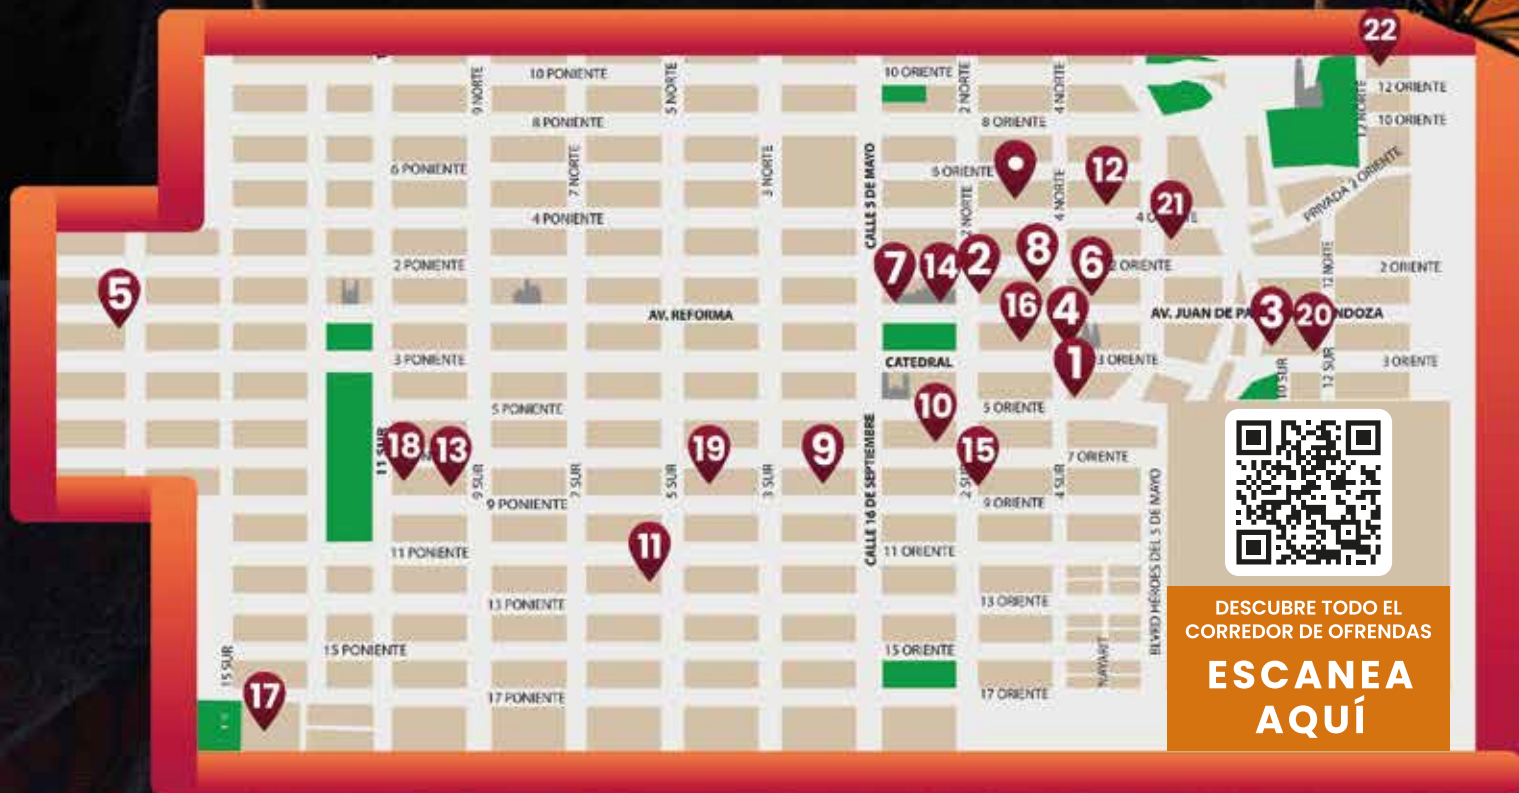 22
10 PONIENTE
10 ORIENTE
12 ORIENTE
9 NORTE
5 NORTE
2 NORTE
4 NORTE
12 NORTE
10 ORIENTE
8 PONIENTE
8 ORIENTE
6 PONIENTE
7 NORTE
3 NORTE
CALLE 5 DE MAYO
6 ORIENTE
12
4 NORTE
PRIVADA 2 ORIENTE
4 PONIENTE
2 NORTE
21
2 PONIENTE
7
14
2
8
6
2 ORIENTE
12 NORTE
2 ORIENTE
5
AV. REFORMA
16
4
AV. JUAN DE PA
3
20
NDOZA
3 PONIENTE
CATEDRAL
1
3 ORIENTE
10 SUR
12 SUR
3 ORIENTE
5 PONIENTE
10
5 ORIENTE
11 SUR
18
13
19
9
CALLE 16 DE SEPTIEMBRE
15
7 ORIENTE
9 SUR
7 SUR
5 SUR
3 SUR
2 SUR
4 SUR
9 PONIENTE
9 ORIENTE
BLVRD HÉROES DEL 5 DE MAYO
11 PONIENTE
11
11 ORIENTE
13 PONIENTE
13 ORIENTE
15 SUR
15 PONIENTE
15 ORIENTE
NAYARIT
17
17 PONIENTE
17 ORIENTE
DESCUBRE TODO EL
CORREDOR DE OFRENDAS
ESCANEA
AQUÍ